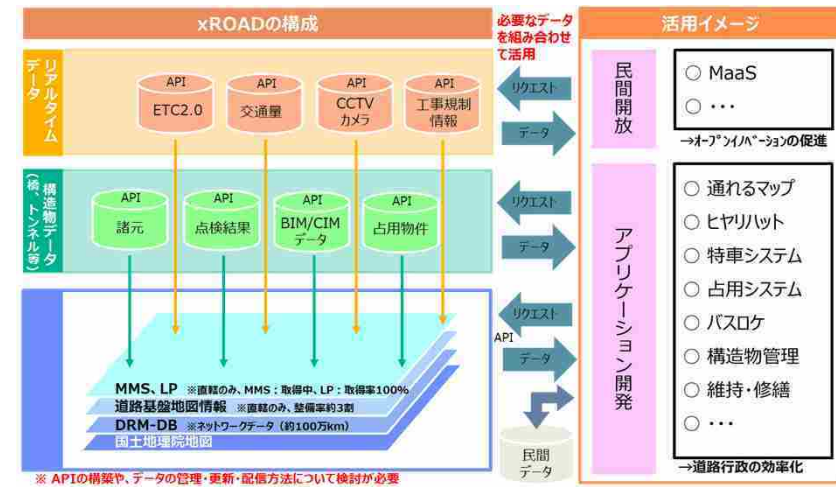 xROADの構成
必要なデータ
を組み合わせ
て活用
活用イメージ
リアルタイム
データ
API
ETC2.0
API
交通量
API
CCTV
カメラ
API
工事規制
情報
リクエスト
データ
民間開放
○ MaaS
○ ・・・
→オープンイノベーションの促進
構造物データ
(橋、トンネル等)
API
諸元
API
点検結果
API
BIM/CIM
データ
API
占用物件
リクエスト
データ
アプリケーション開発
○ 通れるマップ
○ ヒヤリハット
○ 特車システム
○ 占用システム
○ バスロケ
○ 構造物管理
○ 維持・修繕
○ ・・・
→道路行政の効率化
リクエスト
API
データ
MMS、LP ※直轄のみ、MMS:取得中、LP:取得率100%
道路基盤地図情報 ※直轄のみ、整備率約3割
DRM-DB ※ネットワークデータ(約100万km)
国土地理院地図
民間
データ
※ APIの構築や、データの管理・更新・配信方法について検討が必要